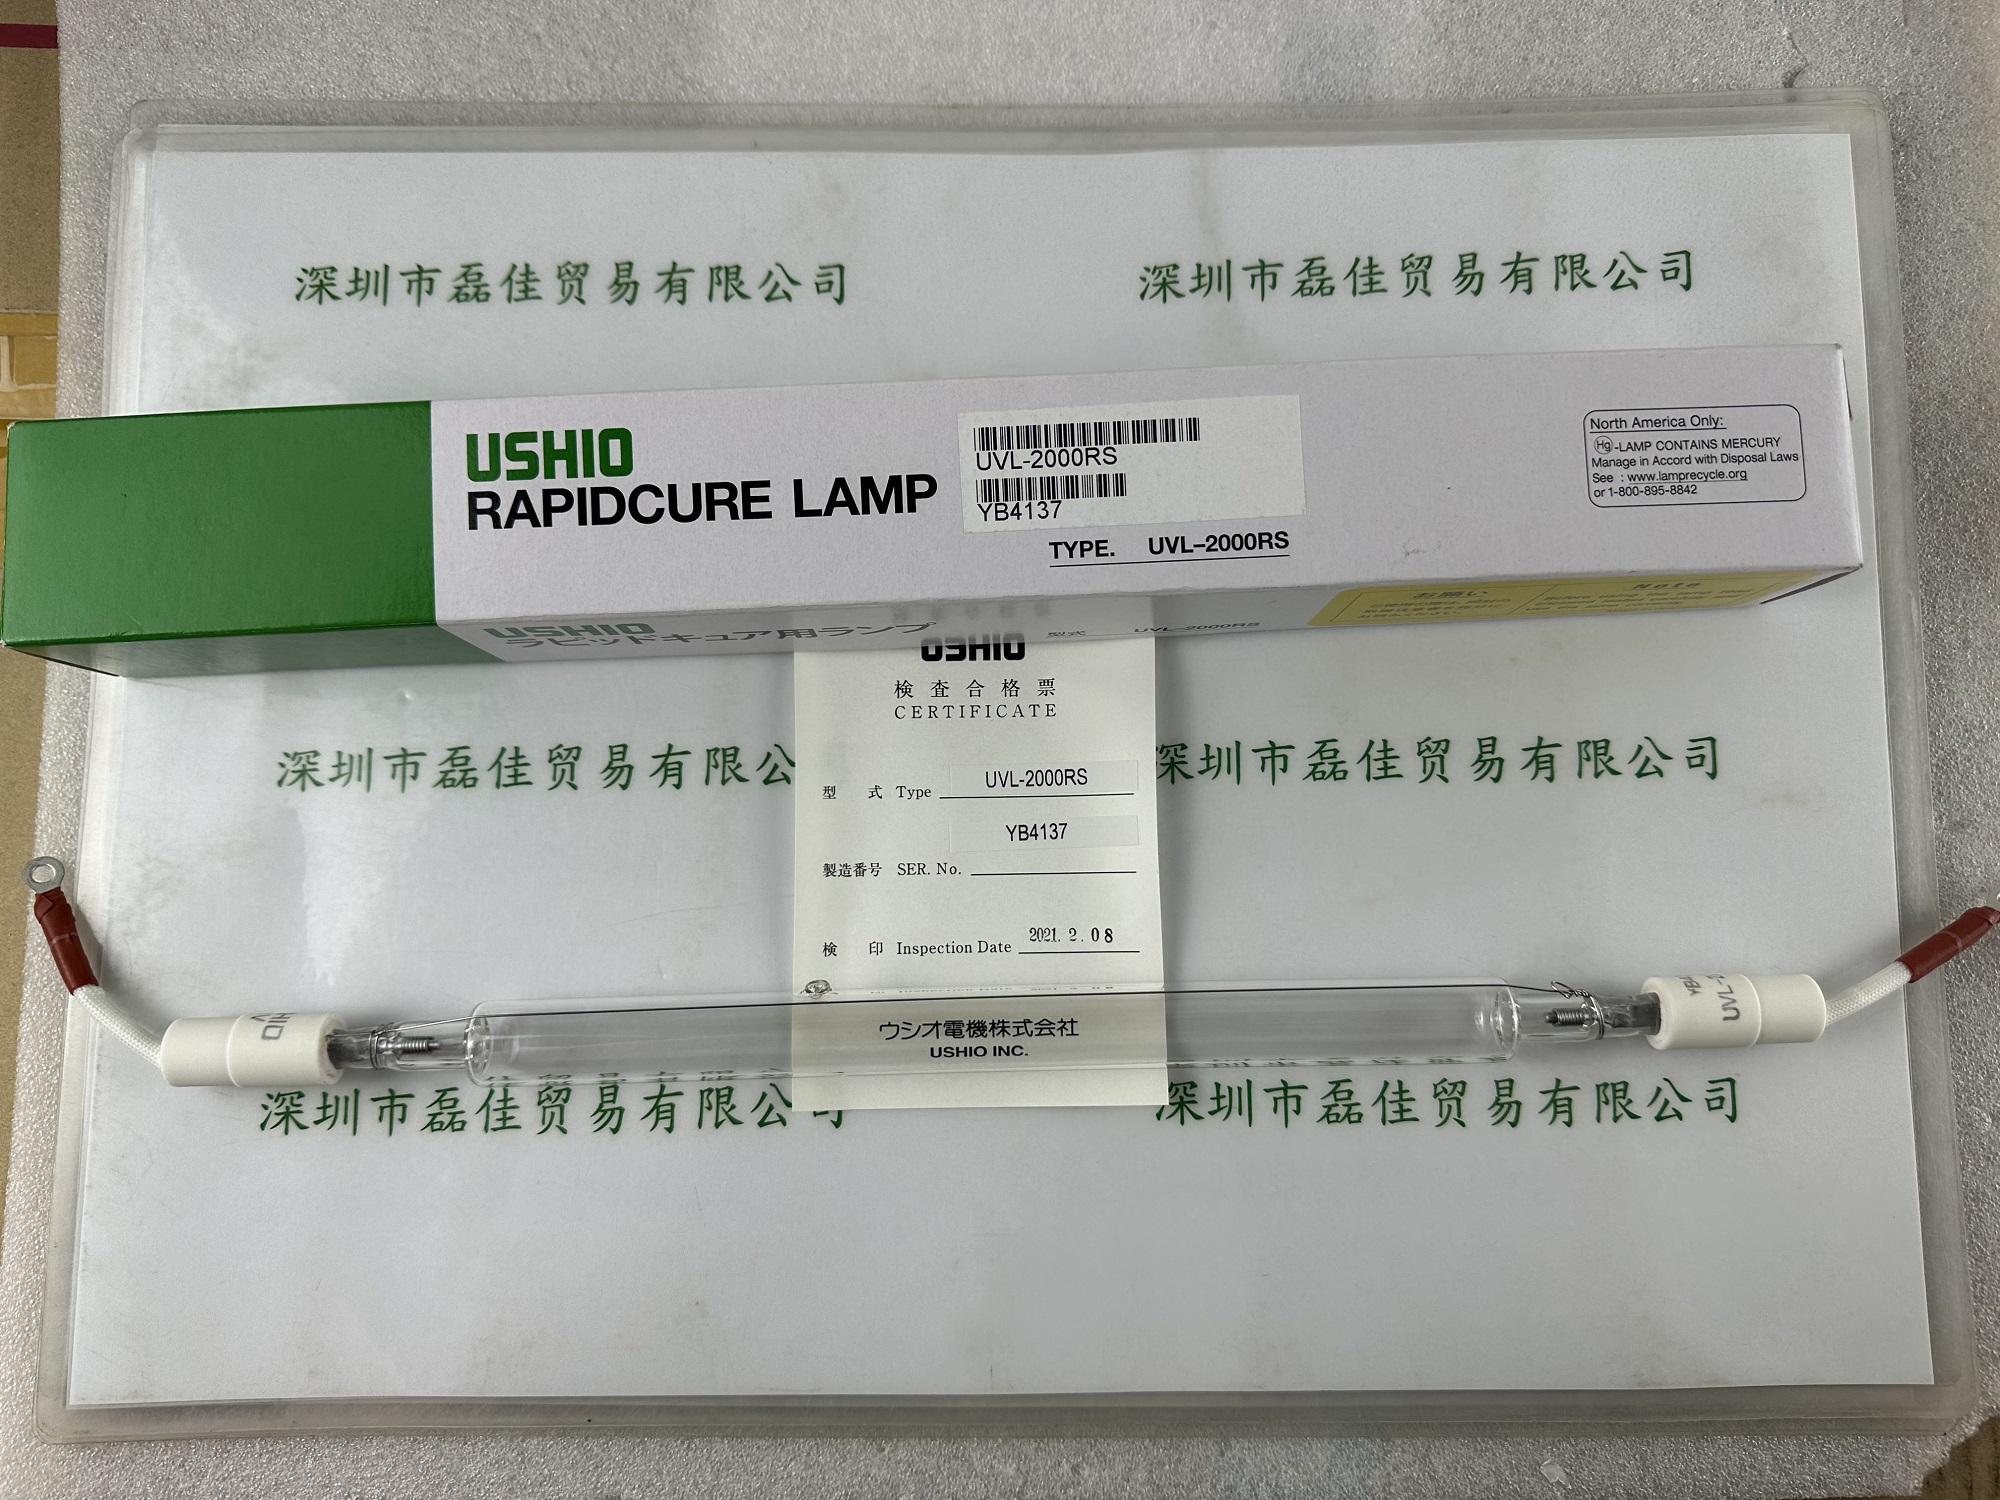 深圳市磊佳贸易有限公司
深圳市磊佳贸易有限公司
USHIO
RAPIDCURE LAMP
UVL-2000RS
YB4137
TYPE. UVL-2000RS
North America Only:
Hg-LAMP CONTAINS MERCURY
Manage in Accord with Disposal Laws
See : www.lamprecycle.org
or 1-800-895-8842
USHIO
ラピッドキュア用ランプ
型式 UVL-2000RS
お願い
Note
USHIO
検査合格票
CERTIFICATE
深圳市磊佳贸易有限公
深圳市磊佳贸易有限公司
型 式 Type UVL-2000RS
YB4137
製造番号 SER. No.
検 印 Inspection Date 2021.2.08
ウシオ電機株式会社
USHIO INC.
深圳市磊佳贸易有限公司
深圳市磊佳贸易有限公司